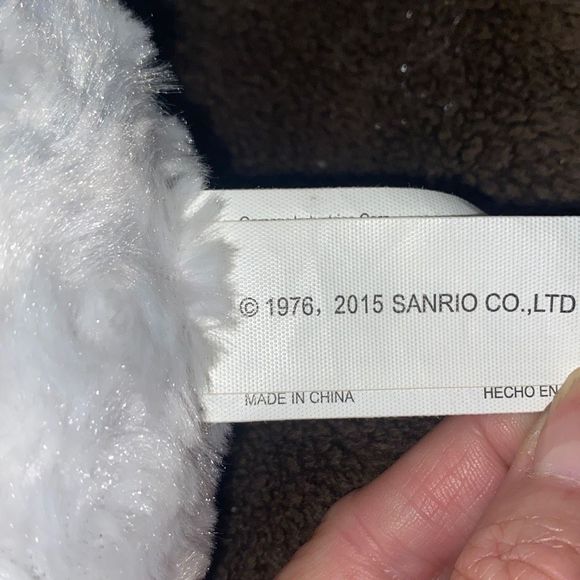 © 1976, 2015 SANRIO CO.,LTD
MADE IN CHINA HECHO EN